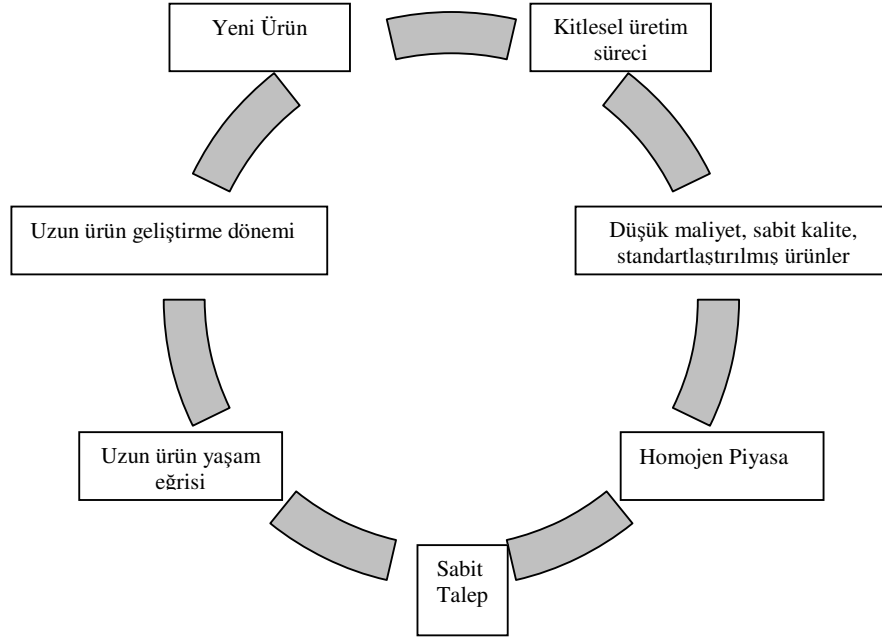 Yeni Ürün
Kitlesel üretim
süreci
Uzun ürün geliştirme dönemi
Düşük maliyet, sabit kalite,
standartlaştırılmış ürünler
Uzun ürün yaşam
eğrisi
Homojen Piyasa
Sabit
Talep